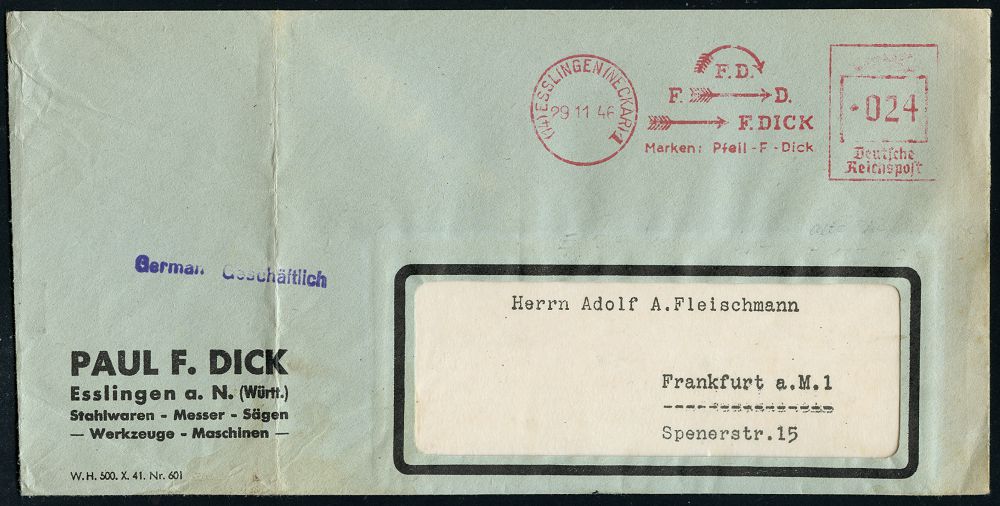 (14) ESSLINGEN (NECKAR) 1
29.11.46
F.D.
F. D.
F. DICK
Marken: Pfeil - F - Dick
024
Deutsche
Reichspost
German Geschäftlich
PAUL F. DICK
Esslingen a. N. (Württ.)
Stahlwaren - Messer - Sägen
— Werkzeuge - Maschinen —
W. H. 500. X. 41. Nr. 601
Herrn Adolf A.Fleischmann
Frankfurt a.M.1
Spenerstr.15